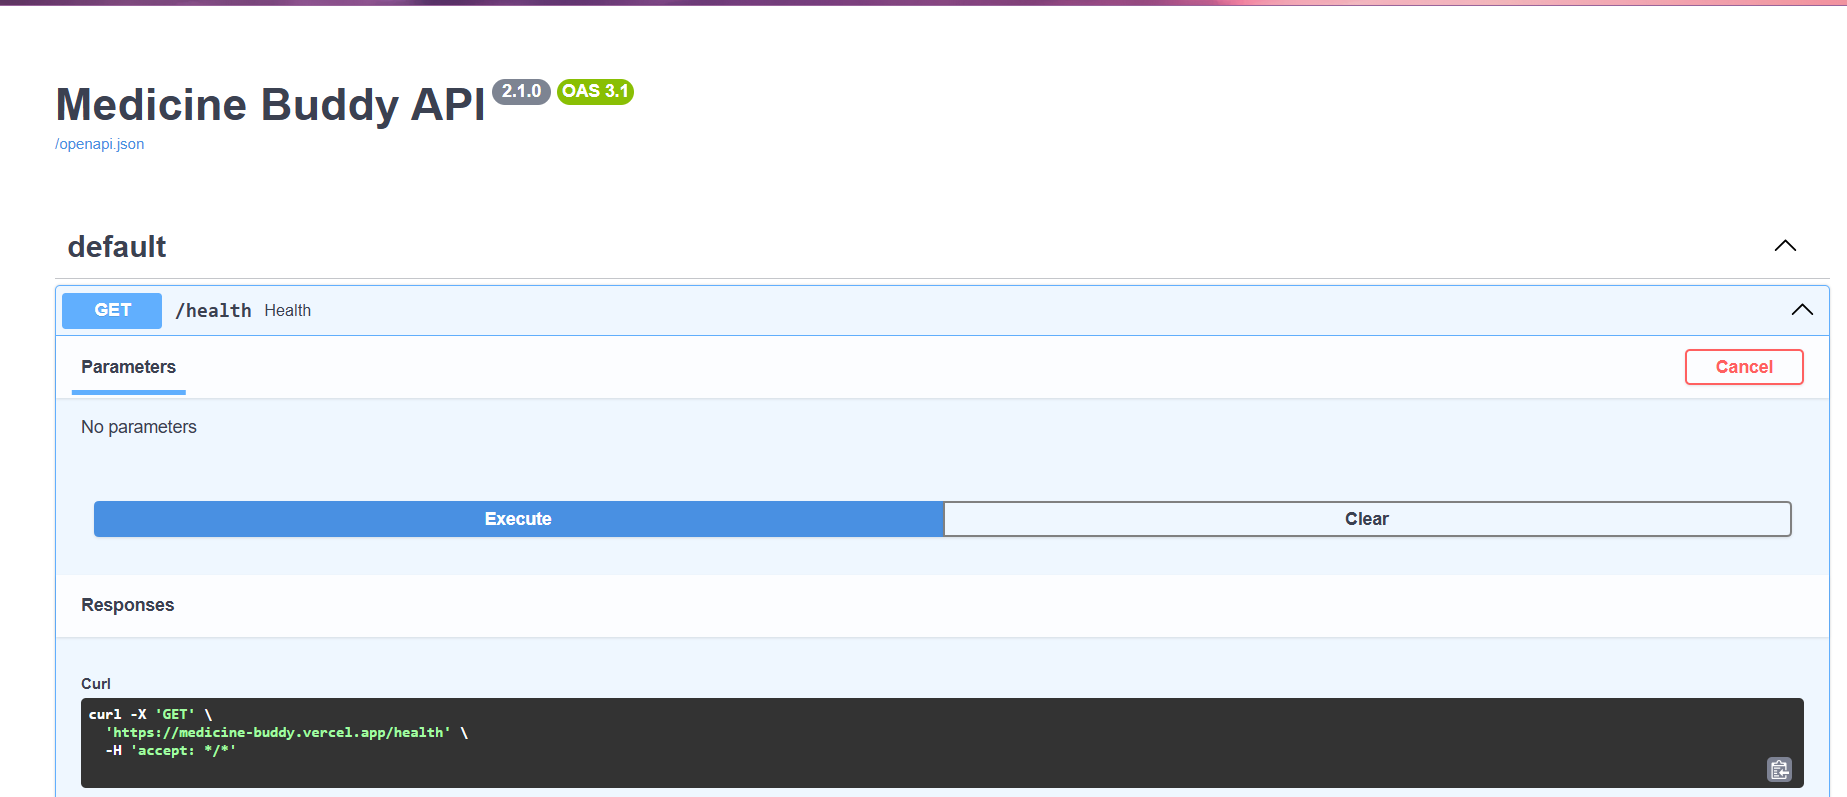 Medicine Buddy API 2.1.0 OAS 3.1
/openapi.json
default
GET /health Health
Parameters Cancel
No parameters
Execute Clear
Responses
Curl
curl -X 'GET' \
  'https://medicine-buddy.vercel.app/health' \
  -H 'accept: */*'